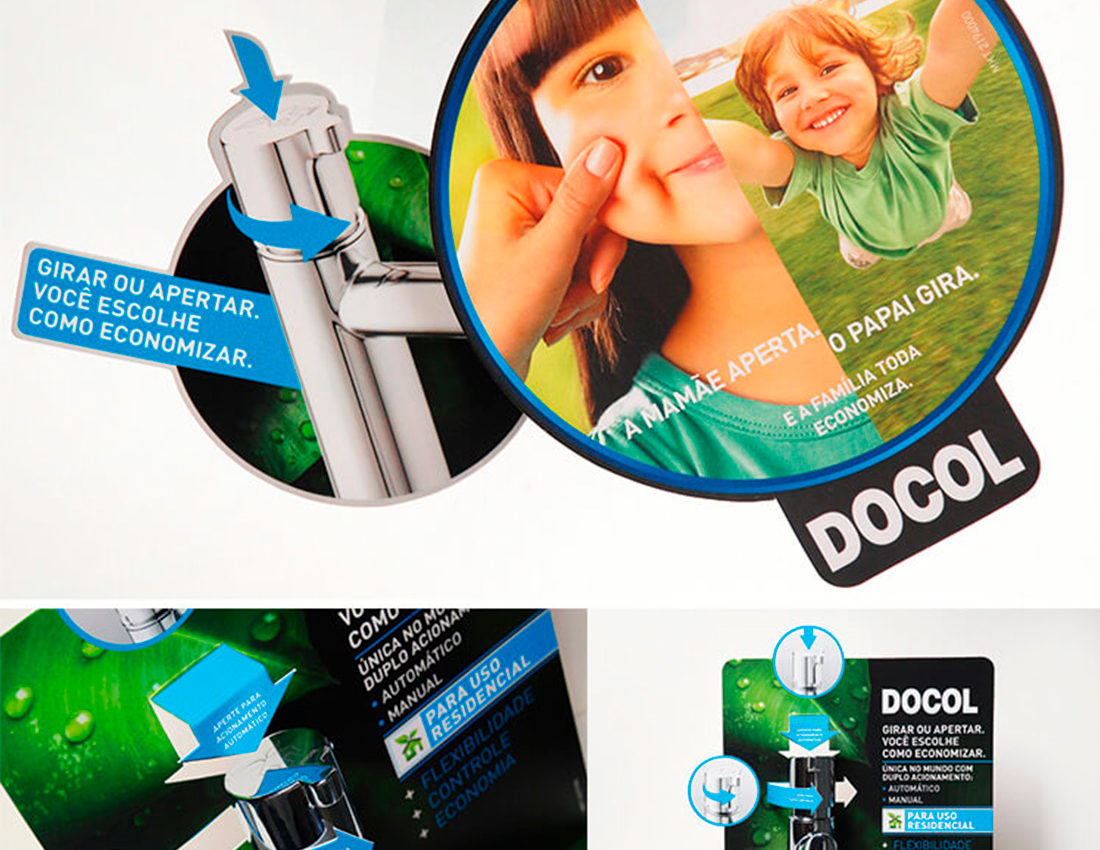 GIRAR OU APERTAR.
VOCÊ ESCOLHE
COMO ECONOMIZAR.
A MAMÃE APERTA.
O PAPAI GIRA.
E A FAMÍLIA TODA
ECONOMIZA.
DOCOL
COMO
ÚNICA NO
DUPLO
• AUTOMÁTICO
• MANUAL
PARA USO
RESIDENCIAL
+ FLEXIBILIDADE
+ CONTROLE
+ ECONOMIA
APERTE PARA
ACIONAMENTO
AUTOMÁTICO
DOCOL
GIRAR OU APERTAR.
VOCÊ ESCOLHE
COMO ECONOMIZAR.
ÚNICA NO MUNDO COM
DUPLO ACIONAMENTO:
• AUTOMÁTICO
• MANUAL
PARA USO
RESIDENCIAL
+ FLEXIBILIDADE